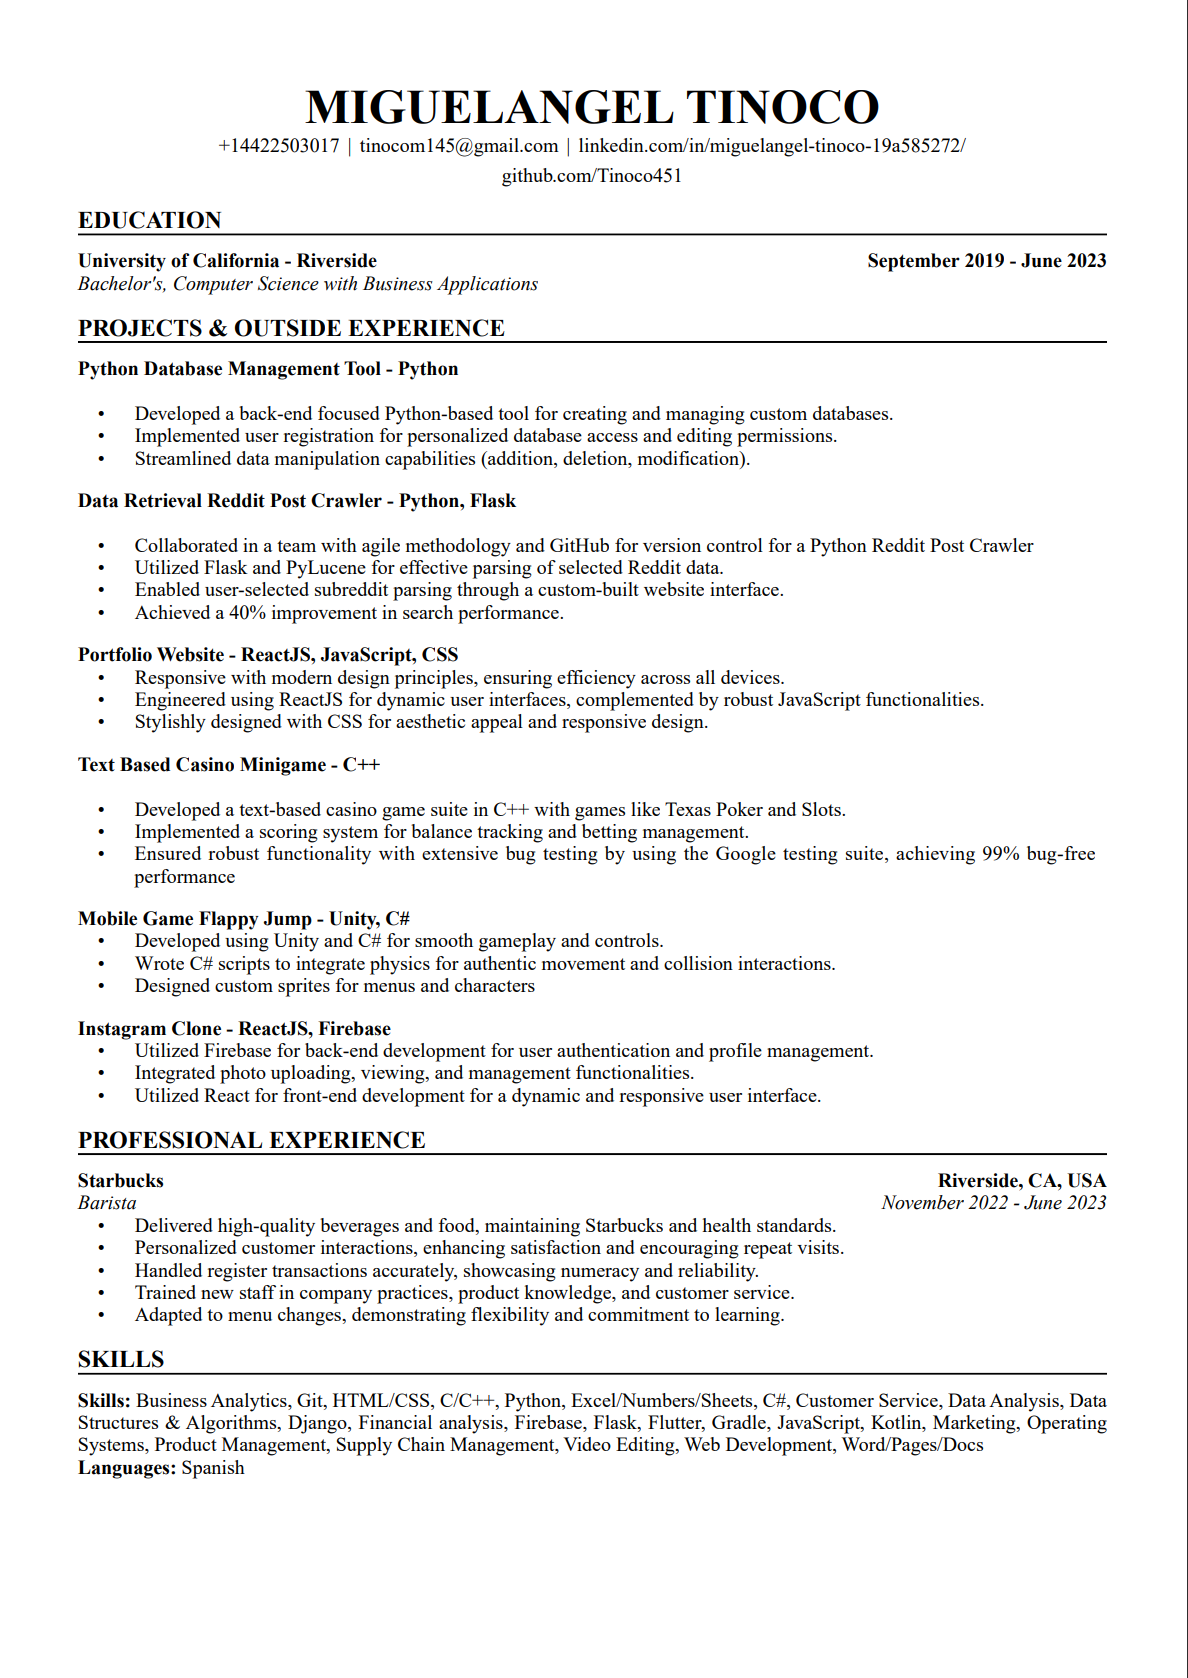 MIGUELANGEL TINOCO
+14422503017 | tinocom145@gmail.com | linkedin.com/in/miguelangel-tinoco-19a585272/
github.com/Tinoco451
EDUCATION
University of California - Riverside September 2019 - June 2023
Bachelor's, Computer Science with Business Applications
PROJECTS & OUTSIDE EXPERIENCE
Python Database Management Tool - Python
• Developed a back-end focused Python-based tool for creating and managing custom databases.
• Implemented user registration for personalized database access and editing permissions.
• Streamlined data manipulation capabilities (addition, deletion, modification).
Data Retrieval Reddit Post Crawler - Python, Flask
• Collaborated in a team with agile methodology and GitHub for version control for a Python Reddit Post Crawler
• Utilized Flask and PyLucene for effective parsing of selected Reddit data.
• Enabled user-selected subreddit parsing through a custom-built website interface.
• Achieved a 40% improvement in search performance.
Portfolio Website - ReactJS, JavaScript, CSS
• Responsive with modern design principles, ensuring efficiency across all devices.
• Engineered using ReactJS for dynamic user interfaces, complemented by robust JavaScript functionalities.
• Stylishly designed with CSS for aesthetic appeal and responsive design.
Text Based Casino Minigame - C++
• Developed a text-based casino game suite in C++ with games like Texas Poker and Slots.
• Implemented a scoring system for balance tracking and betting management.
• Ensured robust functionality with extensive bug testing by using the Google testing suite, achieving 99% bug-free
performance
Mobile Game Flappy Jump - Unity, C#
• Developed using Unity and C# for smooth gameplay and controls.
• Wrote C# scripts to integrate physics for authentic movement and collision interactions.
• Designed custom sprites for menus and characters
Instagram Clone - ReactJS, Firebase
• Utilized Firebase for back-end development for user authentication and profile management.
• Integrated photo uploading, viewing, and management functionalities.
• Utilized React for front-end development for a dynamic and responsive user interface.
PROFESSIONAL EXPERIENCE
Starbucks Riverside, CA, USA
Barista November 2022 - June 2023
• Delivered high-quality beverages and food, maintaining Starbucks and health standards.
• Personalized customer interactions, enhancing satisfaction and encouraging repeat visits.
• Handled register transactions accurately, showcasing numeracy and reliability.
• Trained new staff in company practices, product knowledge, and customer service.
• Adapted to menu changes, demonstrating flexibility and commitment to learning.
SKILLS
Skills: Business Analytics, Git, HTML/CSS, C/C++, Python, Excel/Numbers/Sheets, C#, Customer Service, Data Analysis, Data
Structures & Algorithms, Django, Financial analysis, Firebase, Flask, Flutter, Gradle, JavaScript, Kotlin, Marketing, Operating
Systems, Product Management, Supply Chain Management, Video Editing, Web Development, Word/Pages/Docs
Languages: Spanish